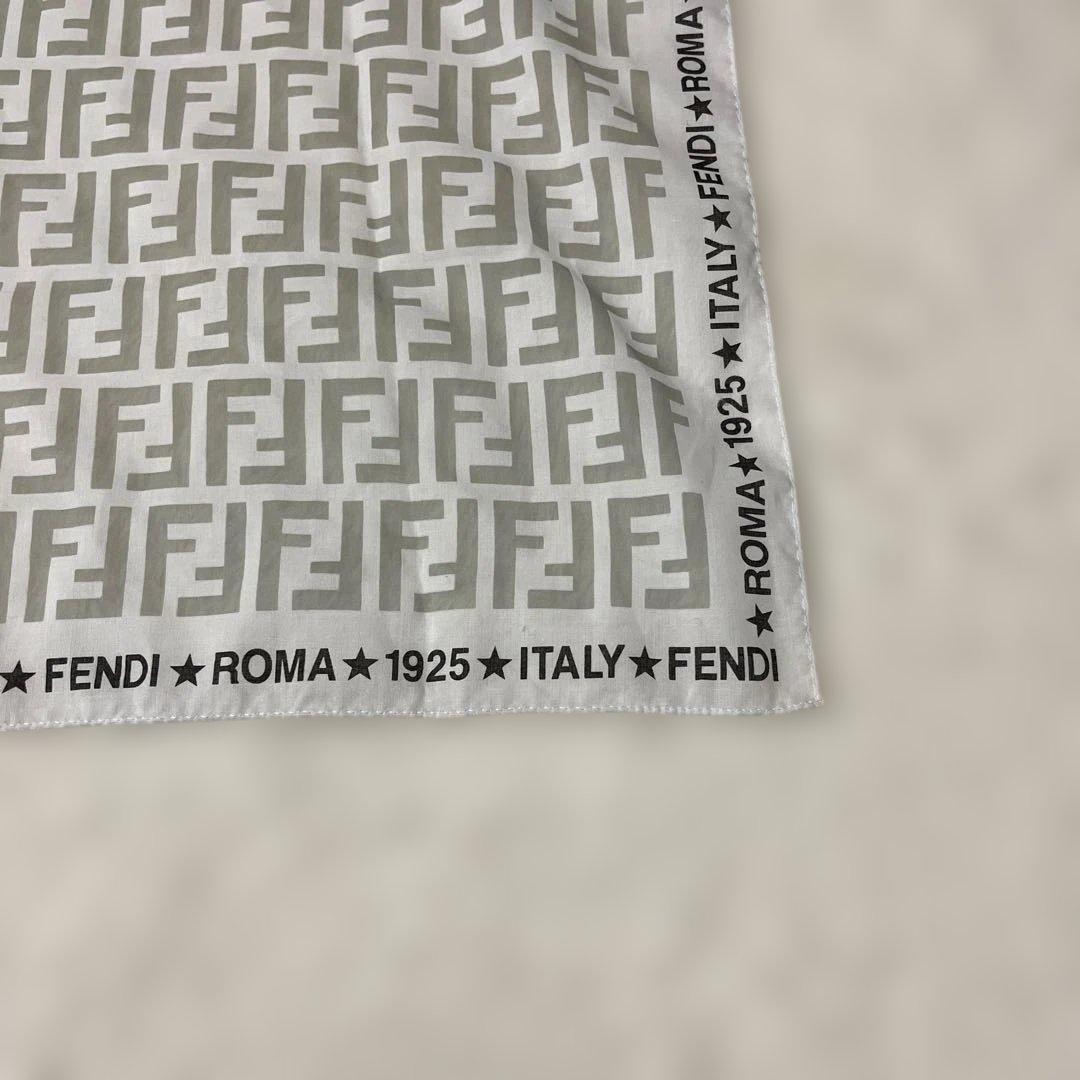 ★ FENDI ★ ROMA ★ 1925 ★ ITALY ★ FENDI
★ ROMA ★ 1925 ★ ITALY ★ FENDI ★ ROMA